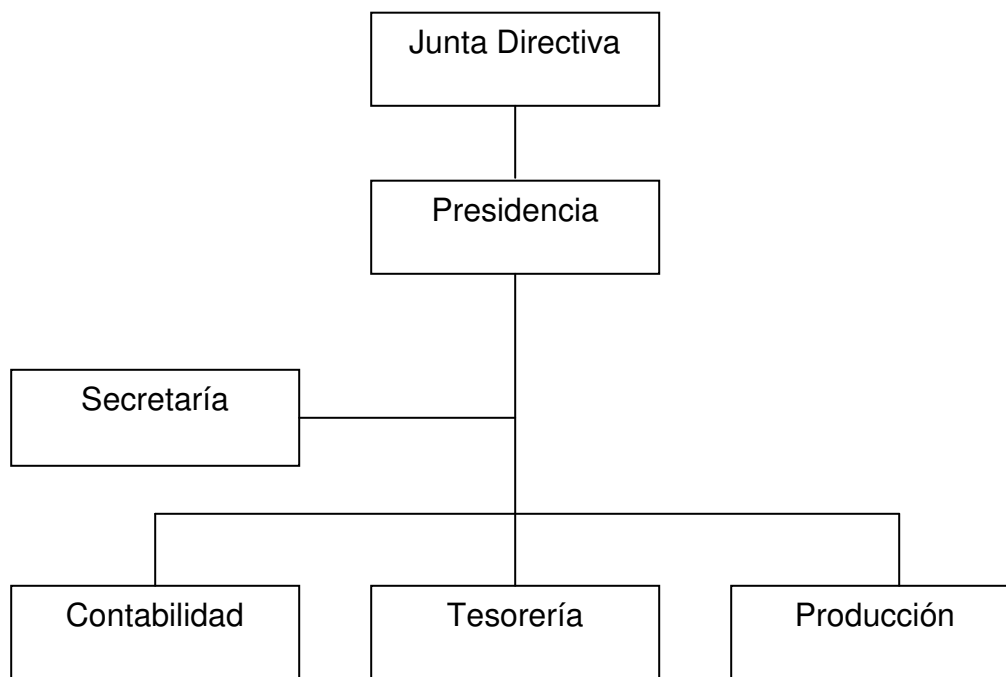 Junta Directiva
Presidencia
Secretaría
Contabilidad
Tesorería
Producción